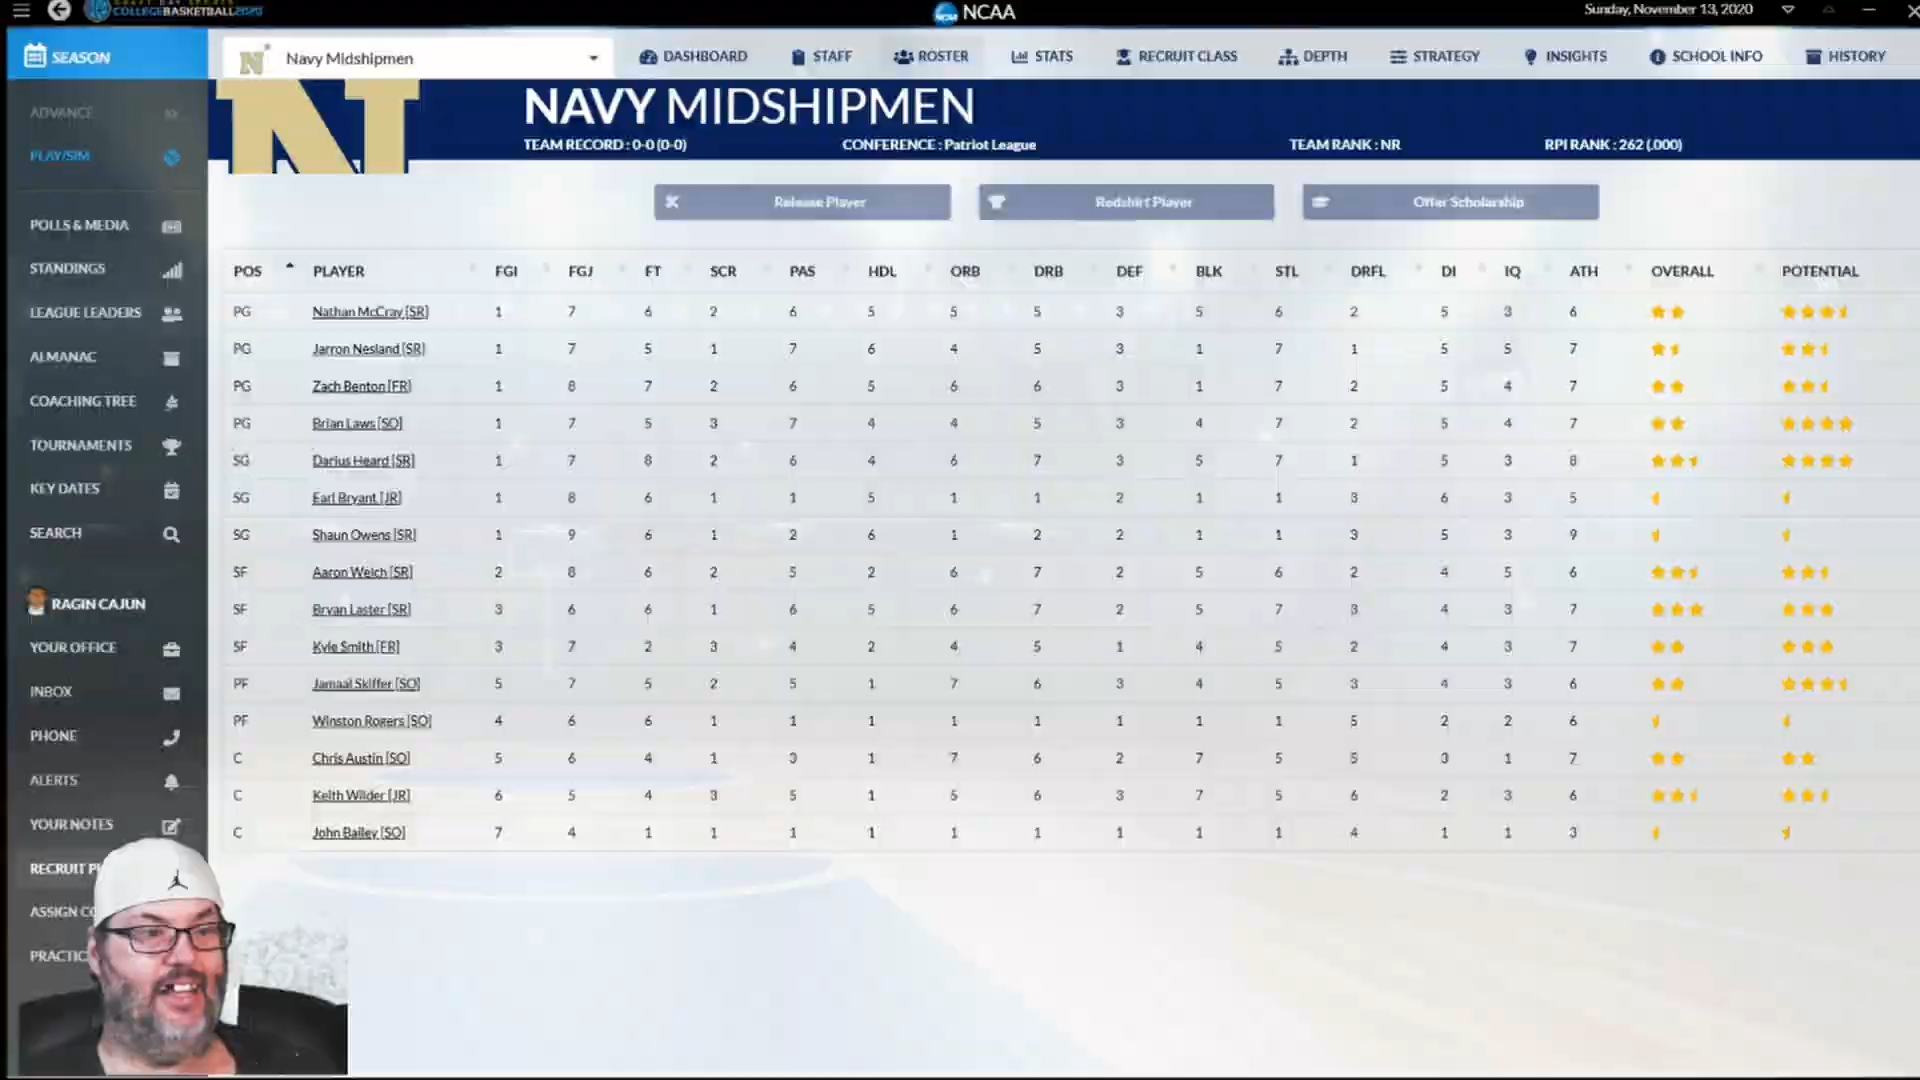 DRAFT DAY SPORTS
COLLEGEBASKETBALL2020
NCAA
Sunday, November 13, 2020
SEASON
Navy Midshipmen
DASHBOARD STAFF ROSTER STATS RECRUIT CLASS DEPTH STRATEGY INSIGHTS SCHOOL INFO HISTORY
NAVY MIDSHIPMEN
TEAM RECORD : 0-0 (0-0) CONFERENCE : Patriot League TEAM RANK : NR RPI RANK : 262 (.000)
ADVANCE
PLAY/SIM
POLLS & MEDIA
STANDINGS
LEAGUE LEADERS
ALMANAC
COACHING TREE
TOURNAMENTS
KEY DATES
SEARCH
RAGIN CAJUN
YOUR OFFICE
INBOX
PHONE
ALERTS
YOUR NOTES
RECRUIT P
ASSIGN CO
PRACTIC
Release Player Redshirt Player Offer Scholarship
POS PLAYER FGI FGJ FT SCR PAS HDL ORB DRB DEF BLK STL DRFL DI IQ ATH OVERALL POTENTIAL
PG Nathan McCray [SR] 1 7 6 2 6 5 5 5 3 5 6 2 5 3 6
PG Jarron Nesland [SR] 1 7 5 1 7 6 4 5 3 1 7 1 5 5 7
PG Zach Benton [FR] 1 8 7 2 6 5 6 6 3 1 7 2 5 4 7
PG Brian Laws [SO] 1 7 5 3 7 4 4 5 3 4 7 2 5 4 7
SG Darius Heard [SR] 1 7 8 2 6 4 6 7 3 5 7 1 5 3 8
SG Earl Bryant [JR] 1 8 6 1 1 5 1 1 2 1 1 3 6 3 5
SG Shaun Owens [SR] 1 9 6 1 2 6 1 2 2 1 1 3 5 3 9
SF Aaron Welch [SR] 2 8 6 2 5 2 6 7 2 5 6 2 4 5 6
SF Bryan Laster [SR] 3 6 6 1 6 5 6 7 2 5 7 3 4 3 7
SF Kyle Smith [FR] 3 7 2 3 4 2 4 5 1 4 5 2 4 3 7
PF Jamaal Skiffer [SO] 5 7 5 2 5 1 7 6 3 4 5 3 4 3 6
PF Winston Rogers [SO] 4 6 6 1 1 1 1 1 1 1 1 5 2 2 6
C Chris Austin [SO] 5 6 4 1 3 1 7 6 2 7 5 5 3 1 7
C Keith Wilder [JR] 6 5 4 3 5 1 5 6 3 7 5 6 2 3 6
C John Bailey [SO] 7 4 1 1 1 1 1 1 1 1 1 4 1 1 3